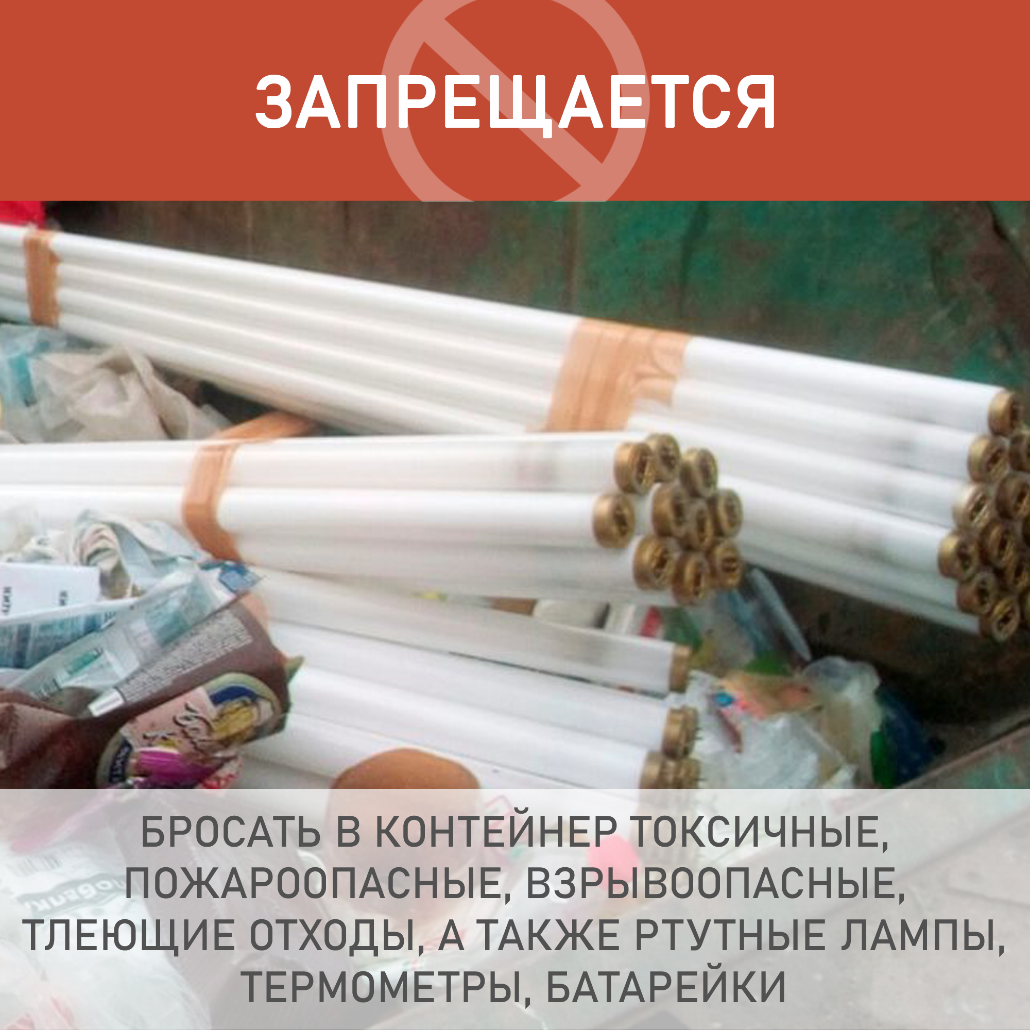 ЗАПРЕЩАЕТСЯ
БРОСАТЬ В КОНТЕЙНЕР ТОКСИЧНЫЕ,
ПОЖАРООПАСНЫЕ, ВЗРЫВООПАСНЫЕ,
ТЛЕЮЩИЕ ОТХОДЫ, А ТАКЖЕ РТУТНЫЕ ЛАМПЫ,
ТЕРМОМЕТРЫ, БАТАРЕЙКИ